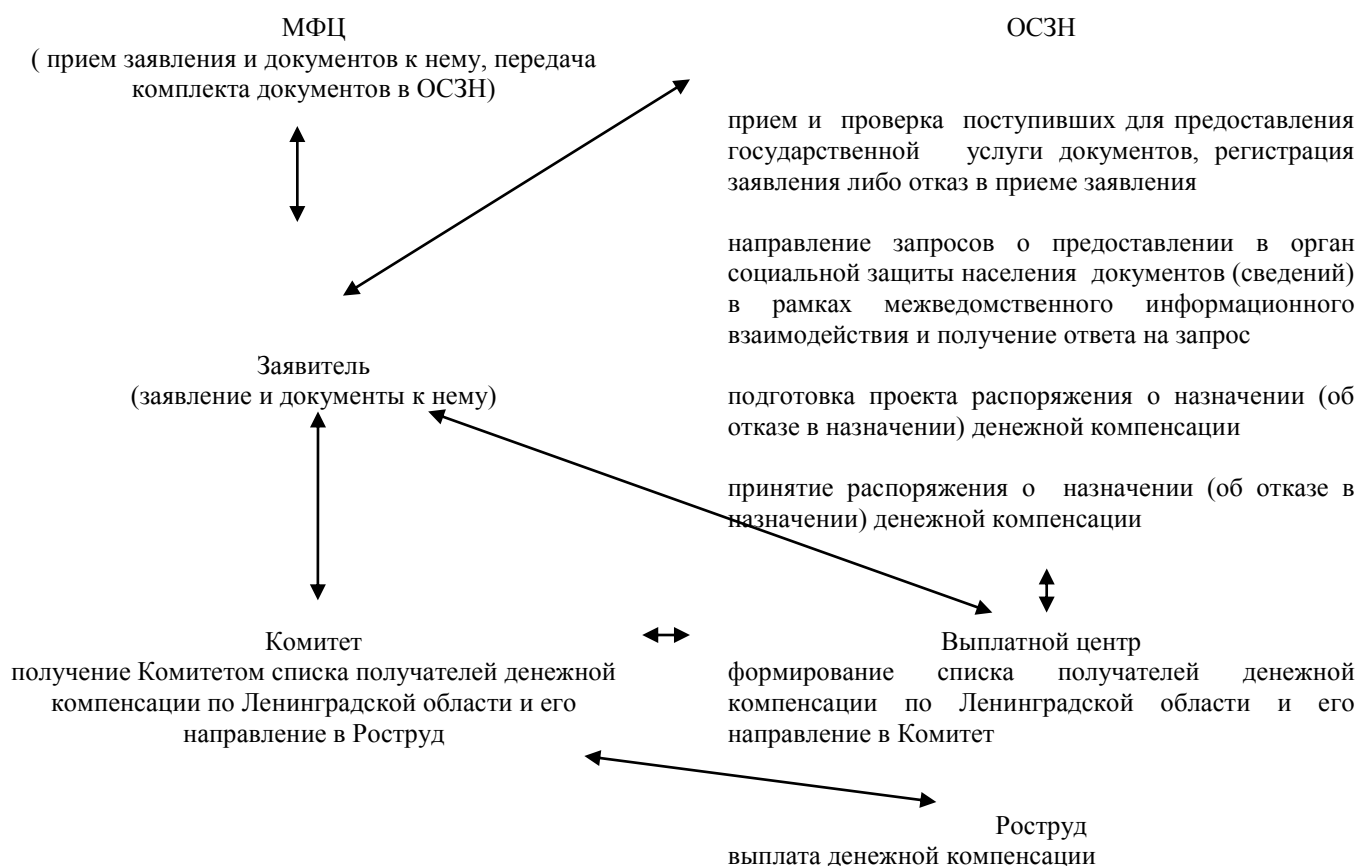 МФЦ
( прием заявления и документов к нему, передача
комплекта документов в ОСЗН)
ОСЗН
прием и проверка поступивших для предоставления
государственной услуги документов, регистрация
заявления либо отказ в приеме заявления
направление запросов о предоставлении в орган
социальной защиты населения документов (сведений)
в рамках межведомственного информационного
взаимодействия и получение ответа на запрос
Заявитель
(заявление и документы к нему)
подготовка проекта распоряжения о назначении (об
отказе в назначении) денежной компенсации
принятие распоряжения о назначении (об отказе в
назначении) денежной компенсации
Комитет
получение Комитетом списка получателей денежной
компенсации по Ленинградской области и его
направление в Роструд
Выплатной центр
формирование списка получателей денежной
компенсации по Ленинградской области и его
направление в Комитет
Роструд
выплата денежной компенсации